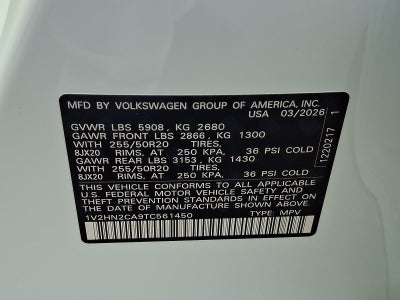 MFD BY VOLKSWAGEN GROUP OF AMERICA, INC.
USA 03/2026
GVWR LBS 5908, KG 2680
GAWR FRONT LBS 2866, KG 1300
WITH 255/50R20 TIRES,
8JX20 RIMS, AT 250 KPA, 36 PSI COLD
GAWR REAR LBS 3153, KG 1430
WITH 255/50R20 TIRES,
8JX20 RIMS, AT 250 KPA, 36 PSI COLD
THIS VEHICLE CONFORMS TO ALL APPLICABLE
U.S. FEDERAL MOTOR VEHICLE SAFETY AND
THEFT PREVENTION STANDARDS IN EFFECT ON
THE DATE OF MANUFACTURE SHOWN ABOVE.
1V2HN2CA9TC561450 TYPE: MPV
1220217 1